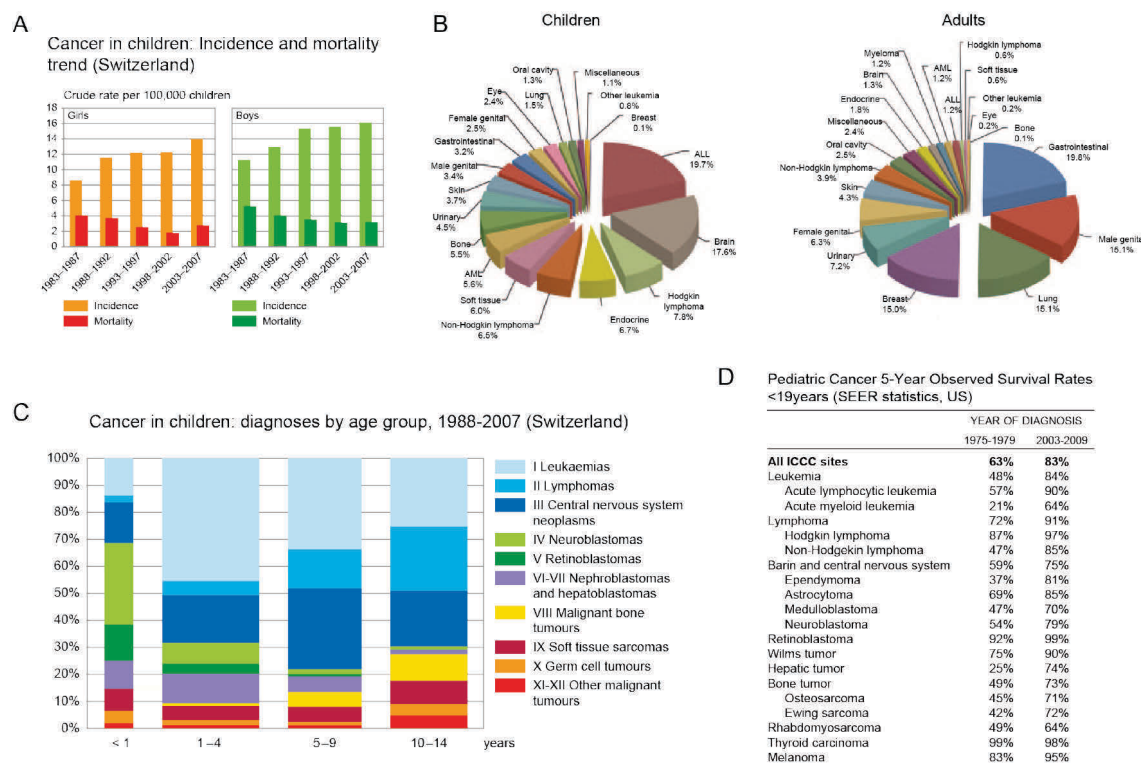 A
Cancer in children: Incidence and mortality
trend (Switzerland)
Crude rate per 100,000 children
Girls
Boys
18
16
14
12
10
8
6
4
2
0
1983–1987
1988–1992
1993–1997
1998–2002
2003–2007
1983–1987
1988–1992
1993–1997
1998–2002
2003–2007
Incidence
Mortality
Incidence
Mortality
B
Children
Oral cavity
1.3%
Miscellaneous
1.1%
Eye
2.4%
Lung
1.5%
Other leukemia
0.8%
Female genital
2.5%
Breast
0.1%
Gastrointestinal
3.2%
ALL
19.7%
Male genital
3.4%
Skin
3.7%
Urinary
4.5%
Brain
17.6%
Bone
5.5%
AML
5.6%
Soft tissue
6.0%
Hodgkin
lymphoma
7.8%
Non-Hodgkin lymphoma
6.5%
Endocrine
6.7%
Adults
Hodgkin lymphoma
0.6%
Myeloma
1.2%
AML
1.2%
Soft tissue
0.6%
Brain
1.3%
Endocrine
1.8%
ALL
1.2%
Other leukemia
0.2%
Miscellaneous
2.4%
Eye
0.2%
Bone
0.1%
Oral cavity
2.5%
Gastrointestinal
19.8%
Non-Hodgkin lymphoma
3.9%
Skin
4.3%
Female genital
6.3%
Male genita
15.1%
Urinary
7.2%
Breast
15.0%
Lung
15.1%
C
Cancer in children: diagnoses by age group, 1988-2007 (Switzerland)
100%
90%
80%
70%
60%
50%
40%
30%
20%
10%
0%
< 1
1–4
5–9
10–14
years
I Leukaemias
II Lymphomas
III Central nervous system
neoplasms
IV Neuroblastomas
V Retinoblastomas
VI-VII Nephroblastomas
and hepatoblastomas
VIII Malignant bone
tumours
IX Soft tissue sarcomas
X Germ cell tumours
XI-XII Other malignant
tumours
D
Pediatric Cancer 5-Year Observed Survival Rates
<19years (SEER statistics, US)
YEAR OF DIAGNOSIS
1975-1979 2003-2009
All ICCC sites 63% 83%
Leukemia 48% 84%
Acute lymphocytic leukemia 57% 90%
Acute myeloid leukemia 21% 64%
Lymphoma 72% 91%
Hodgkin lymphoma 87% 97%
Non-Hodgekin lymphoma 47% 85%
Barin and central nervous system 59% 75%
Ependymoma 37% 81%
Astrocytoma 69% 85%
Medulloblastoma 47% 70%
Neuroblastoma 54% 79%
Retinoblastoma 92% 99%
Wilms tumor 75% 90%
Hepatic tumor 25% 74%
Bone tumor 49% 73%
Osteosarcoma 45% 71%
Ewing sarcoma 42% 72%
Rhabdomyosarcoma 49% 64%
Thyroid carcinoma 99% 98%
Melanoma 83% 95%